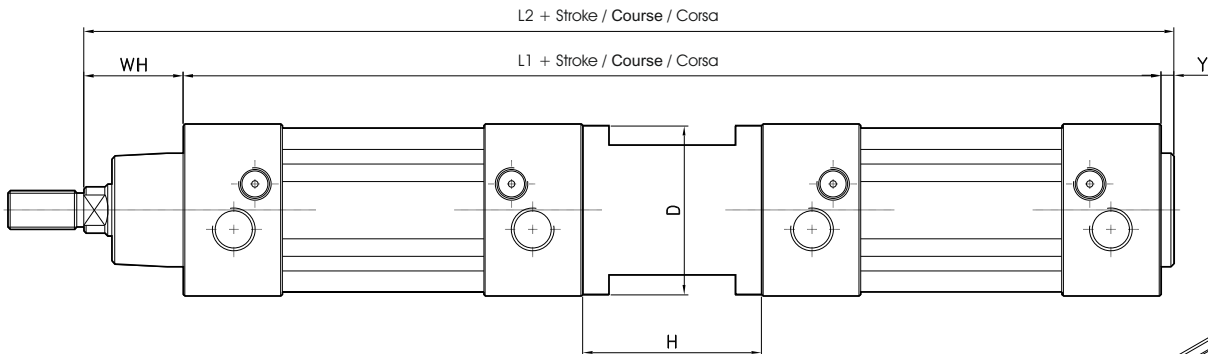 L2 + Stroke / Course / Corsa
WH
L1 + Stroke / Course / Corsa
Y
D
H